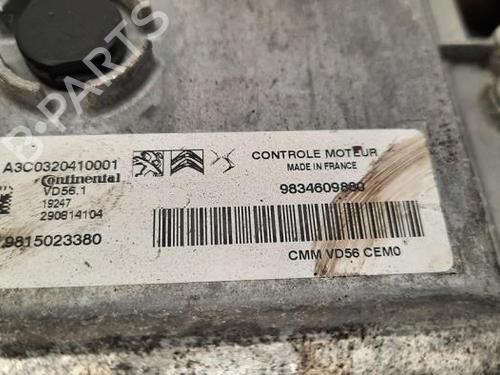 B-PARTS
A3C0320410001
Continental
VD56.1
19247
290814104
9815023380
CONTROLE MOTEUR
MADE IN FRANCE
9834609880
CMM VD56 CEM0